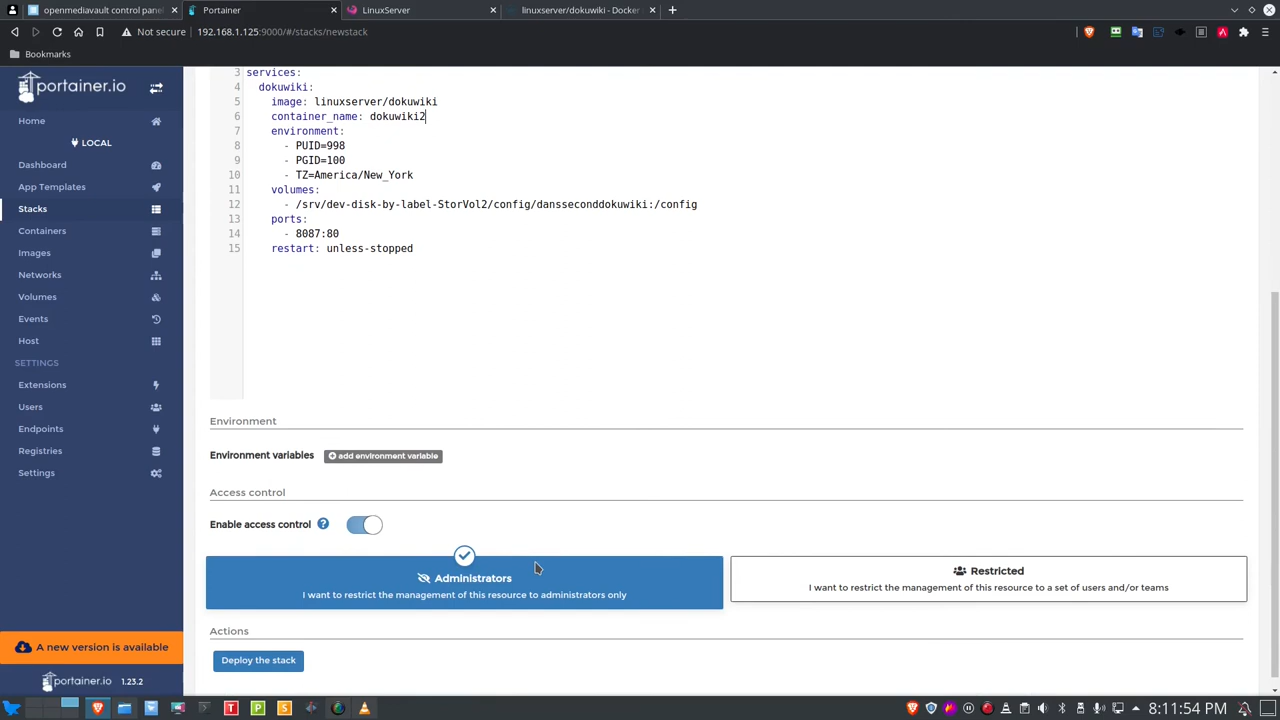 openmediavault control panel
Portainer
LinuxServer
linuxserver/dokuwiki - Docker
Not secure
192.168.1.125:9000/#/stacks/newstack
Bookmarks
portainer.io
Home
LOCAL
Dashboard
App Templates
Stacks
Containers
Images
Networks
Volumes
Events
Host
SETTINGS
Extensions
Users
Endpoints
Registries
Settings
A new version is available
portainer.io 1.23.2
3 services:
4 dokuwiki:
5 image: linuxserver/dokuwiki
6 container_name: dokuwiki2
7 environment:
8 - PUID=998
9 - PGID=100
10 - TZ=America/New_York
11 volumes:
12 - /srv/dev-disk-by-label-StorVol2/config/dansseconddokuwiki:/config
13 ports:
14 - 8087:80
15 restart: unless-stopped
Environment
Environment variables add environment variable
Access control
Enable access control ?
Administrators
I want to restrict the management of this resource to administrators only
Restricted
I want to restrict the management of this resource to a set of users and/or teams
Actions
Deploy the stack
T P S
8:11:54 PM